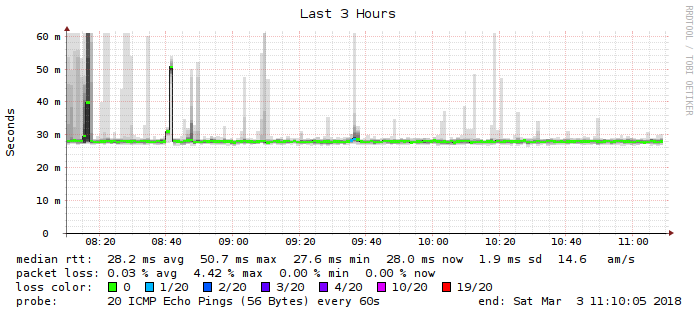 Last 3 Hours
RRDTOOL / TOBI OETIKER
Seconds
60 m
50 m
40 m
30 m
20 m
10 m
0
08:20 08:40 09:00 09:20 09:40 10:00 10:20 10:40 11:00
median rtt: 28.2 ms avg 50.7 ms max 27.6 ms min 28.0 ms now 1.9 ms sd 14.6 am/s
packet loss: 0.03 % avg 4.42 % max 0.00 % min 0.00 % now
loss color: 0 1/20 2/20 3/20 4/20 10/20 19/20
probe: 20 ICMP Echo Pings (56 Bytes) every 60s end: Sat Mar 3 11:10:05 2018